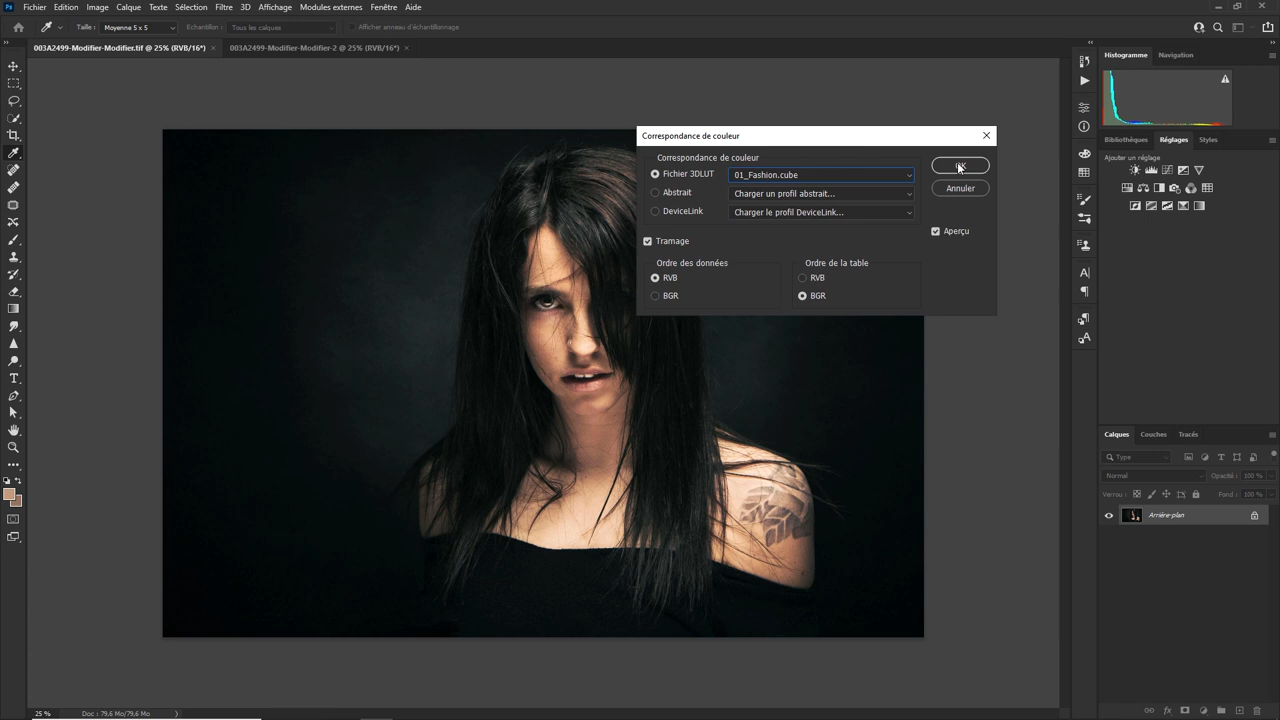 Ps Fichier Edition Image Calque Texte Sélection Filtre 3D Affichage Modules externes Fenêtre Aide
Taille : Moyenne 5 x 5 Echantillon : Tous les calques Afficher anneau d'échantillonnage
003A2499-Modifier-Modifier.tif @ 25% (RVB/16*) × 003A2499-Modifier-Modifier-2 @ 25% (RVB/16*) ×
Histogramme Navigation
Correspondance de couleur
Correspondance de couleur
Fichier 3DLUT 01_Fashion.cube
OK
Abstrait Charger un profil abstrait...
Annuler
DeviceLink Charger le profil DeviceLink...
Tramage
Aperçu
Ordre des données Ordre de la table
RVB RVB
BGR BGR
Bibliothèques Réglages Styles
Ajouter un réglage
Calques Couches Tracés
Type
Normal Opacité : 100 %
Verrou : Fond : 100 %
Arrière-plan
25 % Doc : 79,6 Mo/79,6 Mo